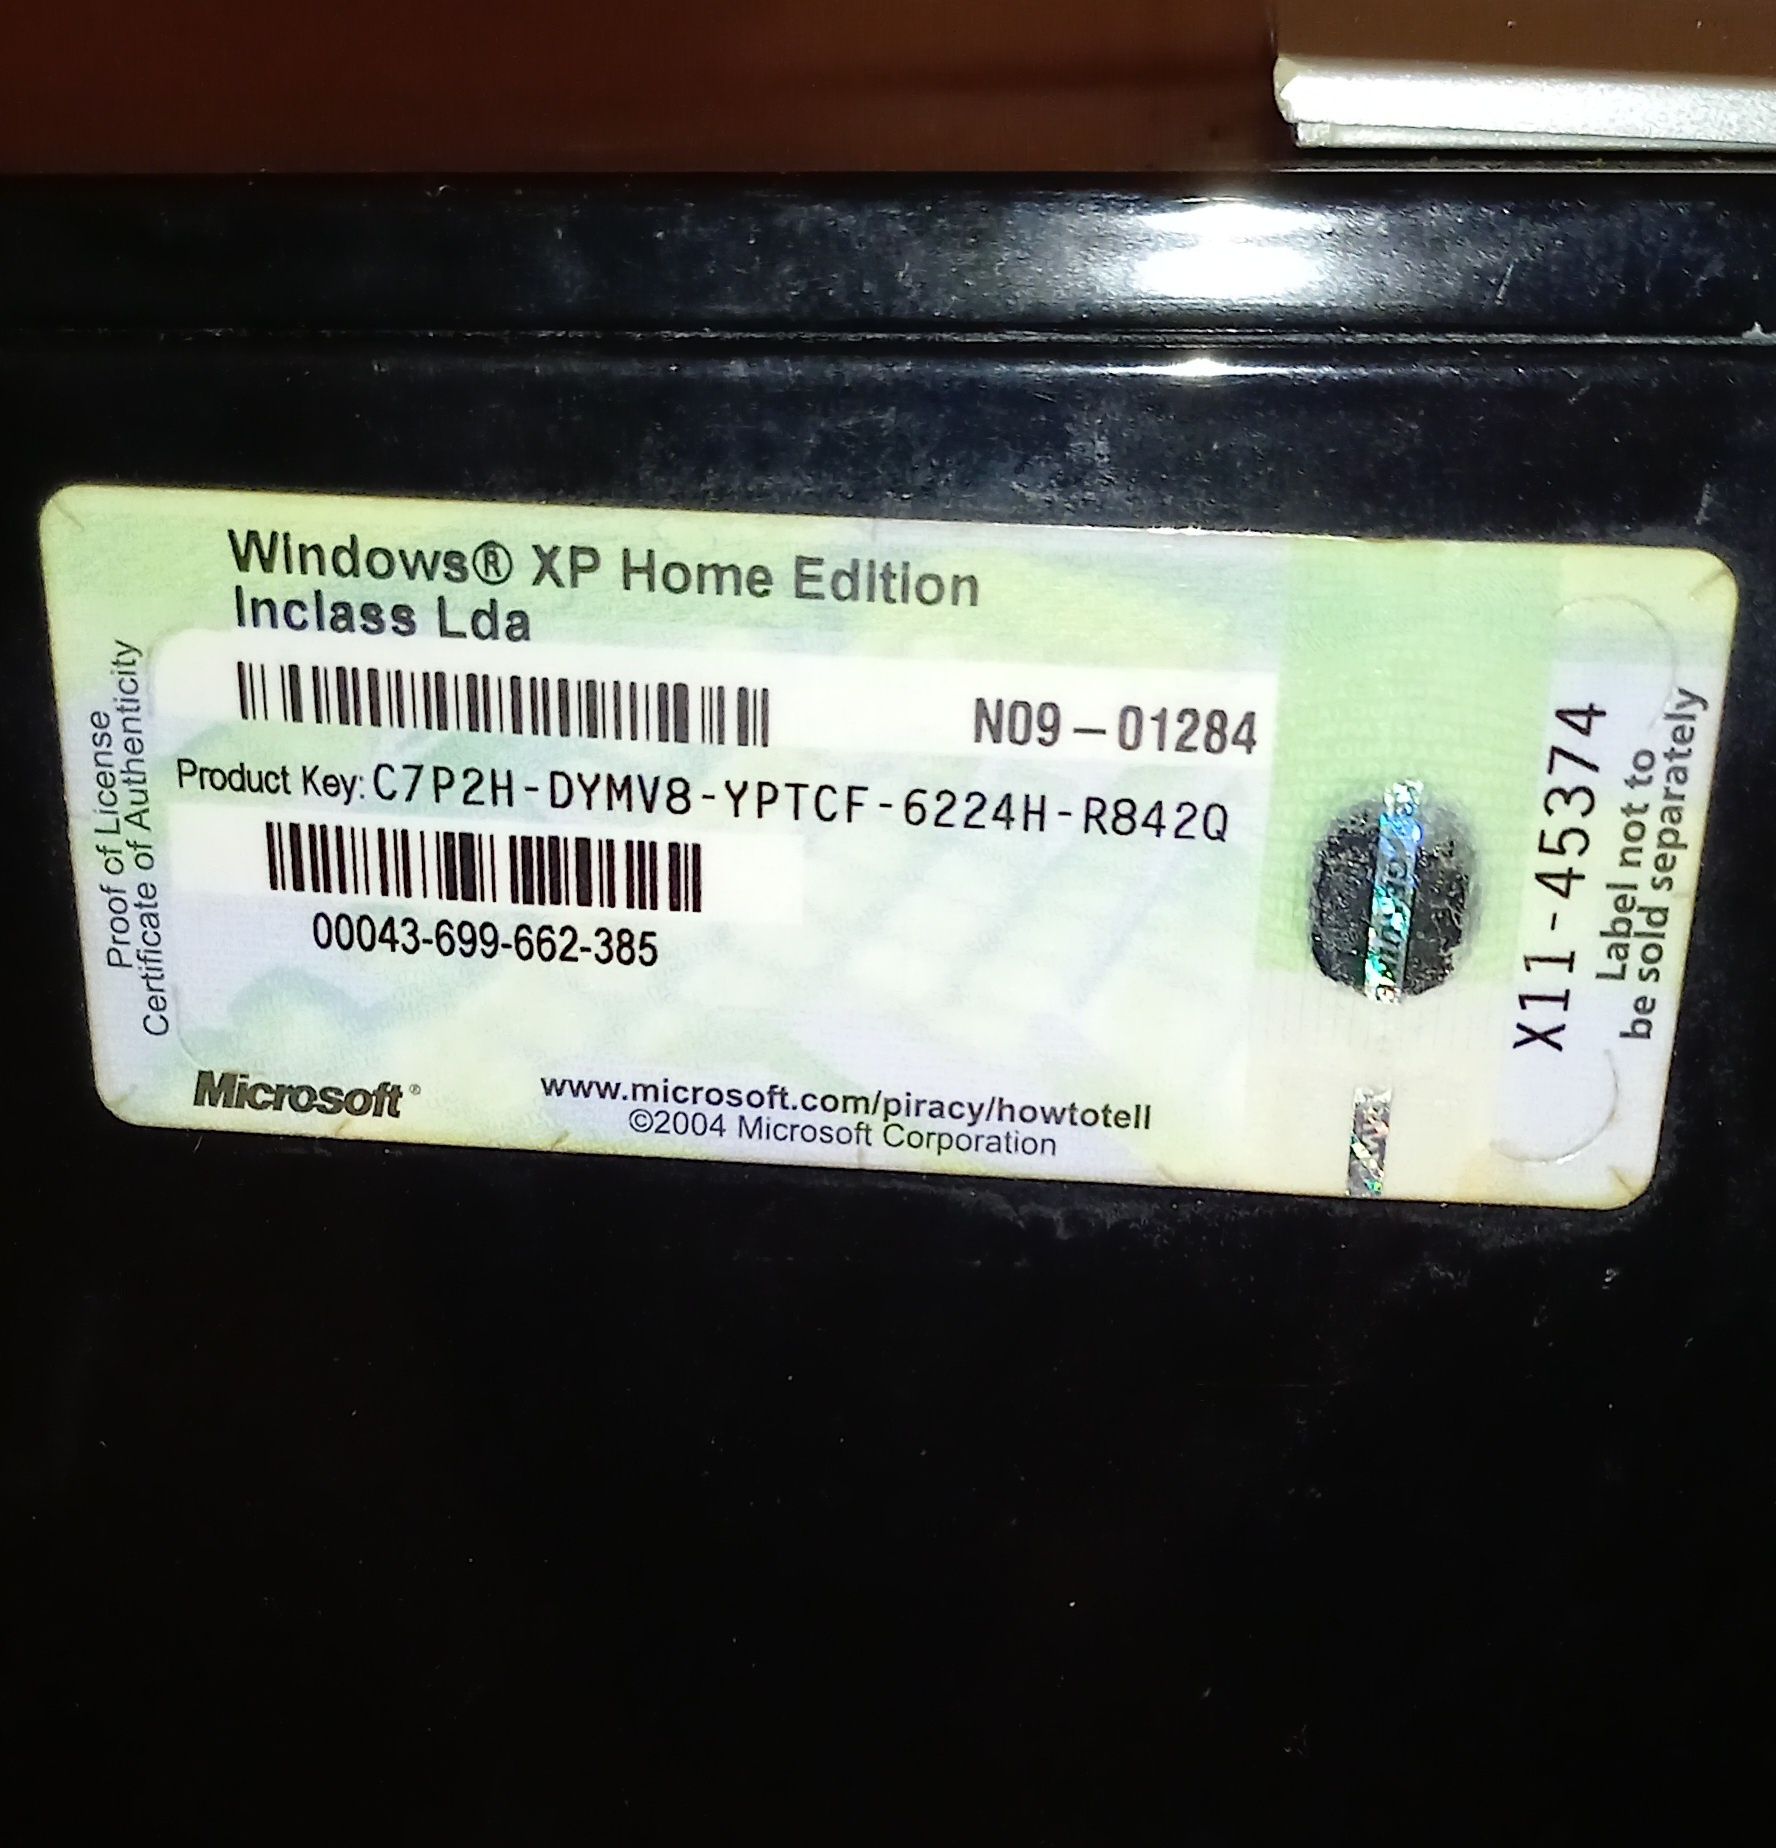 Windows® XP Home Edition
Inclass Lda
N09-01284
Product Key: C7P2H-DYMV8-YPTCF-6224H-R842Q
00043-699-662-385
Microsoft®
www.microsoft.com/piracy/howtotell
©2004 Microsoft Corporation
Proof of License
Certificate of Authenticity
X11-45374
Label not to
be sold separately